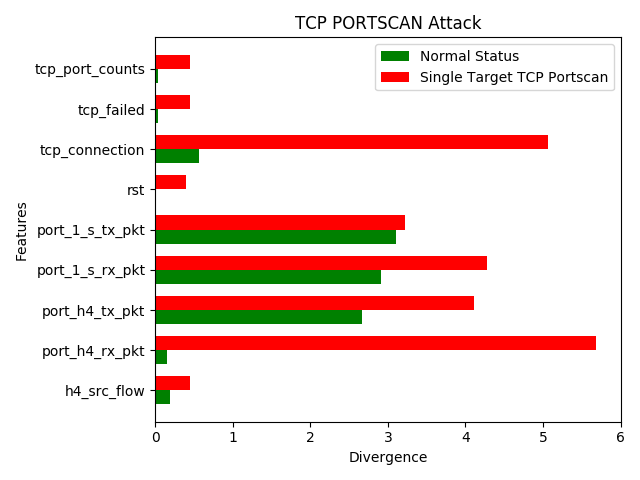 TCP PORTSCAN Attack
Normal Status
Single Target TCP Portscan
Features
tcp_port_counts
tcp_failed
tcp_connection
rst
port_1_s_tx_pkt
port_1_s_rx_pkt
port_h4_tx_pkt
port_h4_rx_pkt
h4_src_flow
0 1 2 3 4 5 6
Divergence